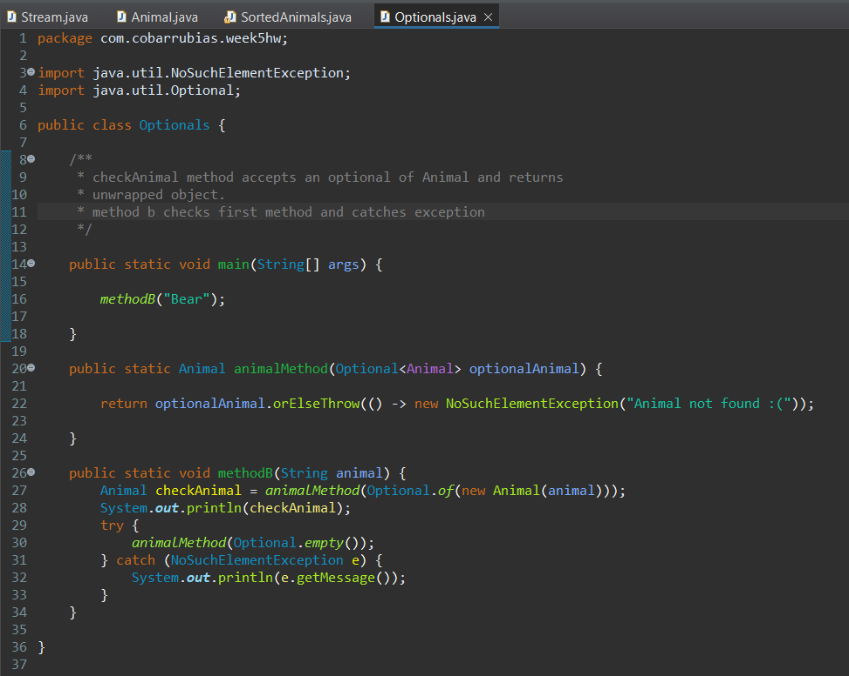 Stream.java Animal.java SortedAnimals.java Optionals.java
1 package com.cobarrubias.week5hw;
2
3 import java.util.NoSuchElementException;
4 import java.util.Optional;
5
6 public class Optionals {
7
8 /**
9 * checkAnimal method accepts an optional of Animal and returns
10 * unwrapped object.
11 * method b checks first method and catches exception
12 */
13
14 public static void main(String[] args) {
15
16 methodB("Bear");
17
18 }
19
20 public static Animal animalMethod(Optional<Animal> optionalAnimal) {
21
22 return optionalAnimal.orElseThrow(() -> new NoSuchElementException("Animal not found :("));
23
24 }
25
26 public static void methodB(String animal) {
27 Animal checkAnimal = animalMethod(Optional.of(new Animal(animal)));
28 System.out.println(checkAnimal);
29 try {
30 animalMethod(Optional.empty());
31 } catch (NoSuchElementException e) {
32 System.out.println(e.getMessage());
33 }
34 }
35
36 }
37